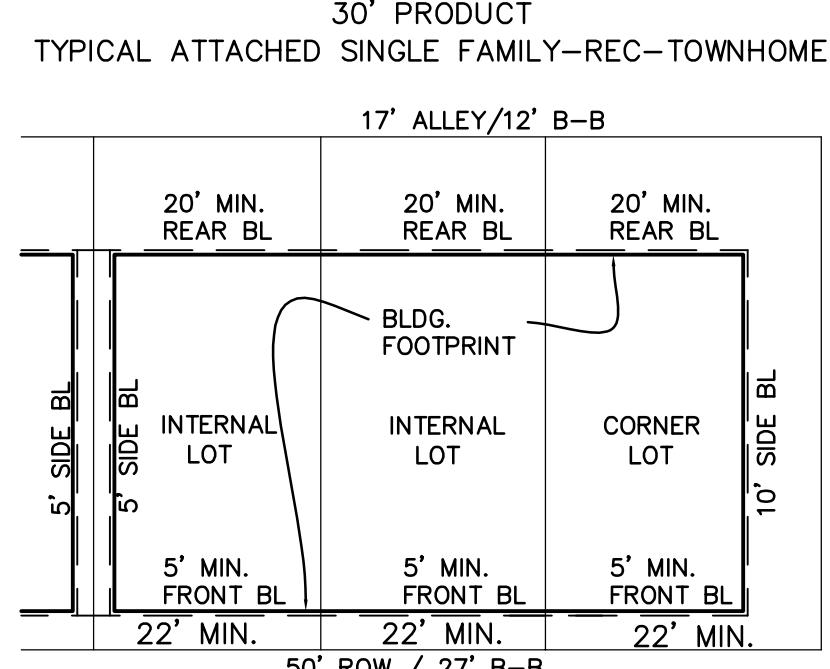 30' PRODUCT
TYPICAL ATTACHED SINGLE FAMILY-REC-TOWNHOME
17' ALLEY/12' B-B
20' MIN.
REAR BL
20' MIN.
REAR BL
20' MIN.
REAR BL
BLDG.
FOOTPRINT
5' SIDE BL
5' SIDE BL
INTERNAL
LOT
INTERNAL
LOT
CORNER
LOT
10' SIDE BL
5' MIN.
FRONT BL
5' MIN.
FRONT BL
5' MIN.
FRONT BL
22' MIN.
22' MIN.
22' MIN.
50' ROW / 27' B-B